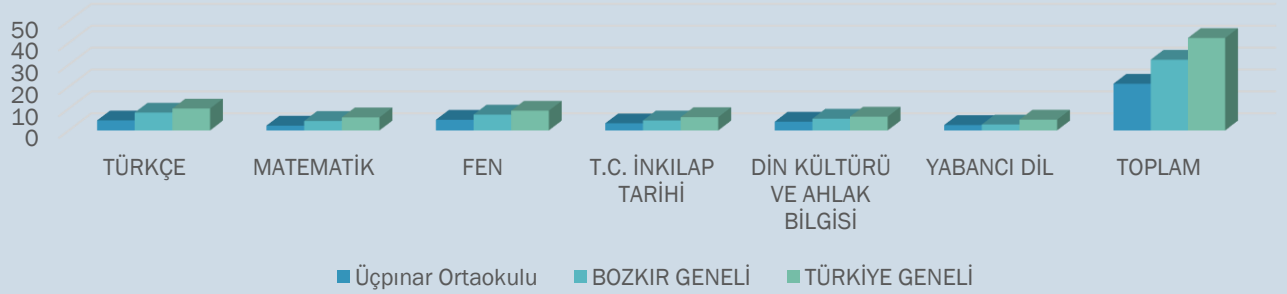 50
40
30
20
10
0
TÜRKÇE
MATEMATİK
FEN
T.C. İNKILAP
TARİHİ
DİN KÜLTÜRÜ
VE AHLAK
BİLGİSİ
YABANCI DİL
TOPLAM
Üçpınar Ortaokulu
BOZKIR GENELİ
TÜRKİYE GENELİ